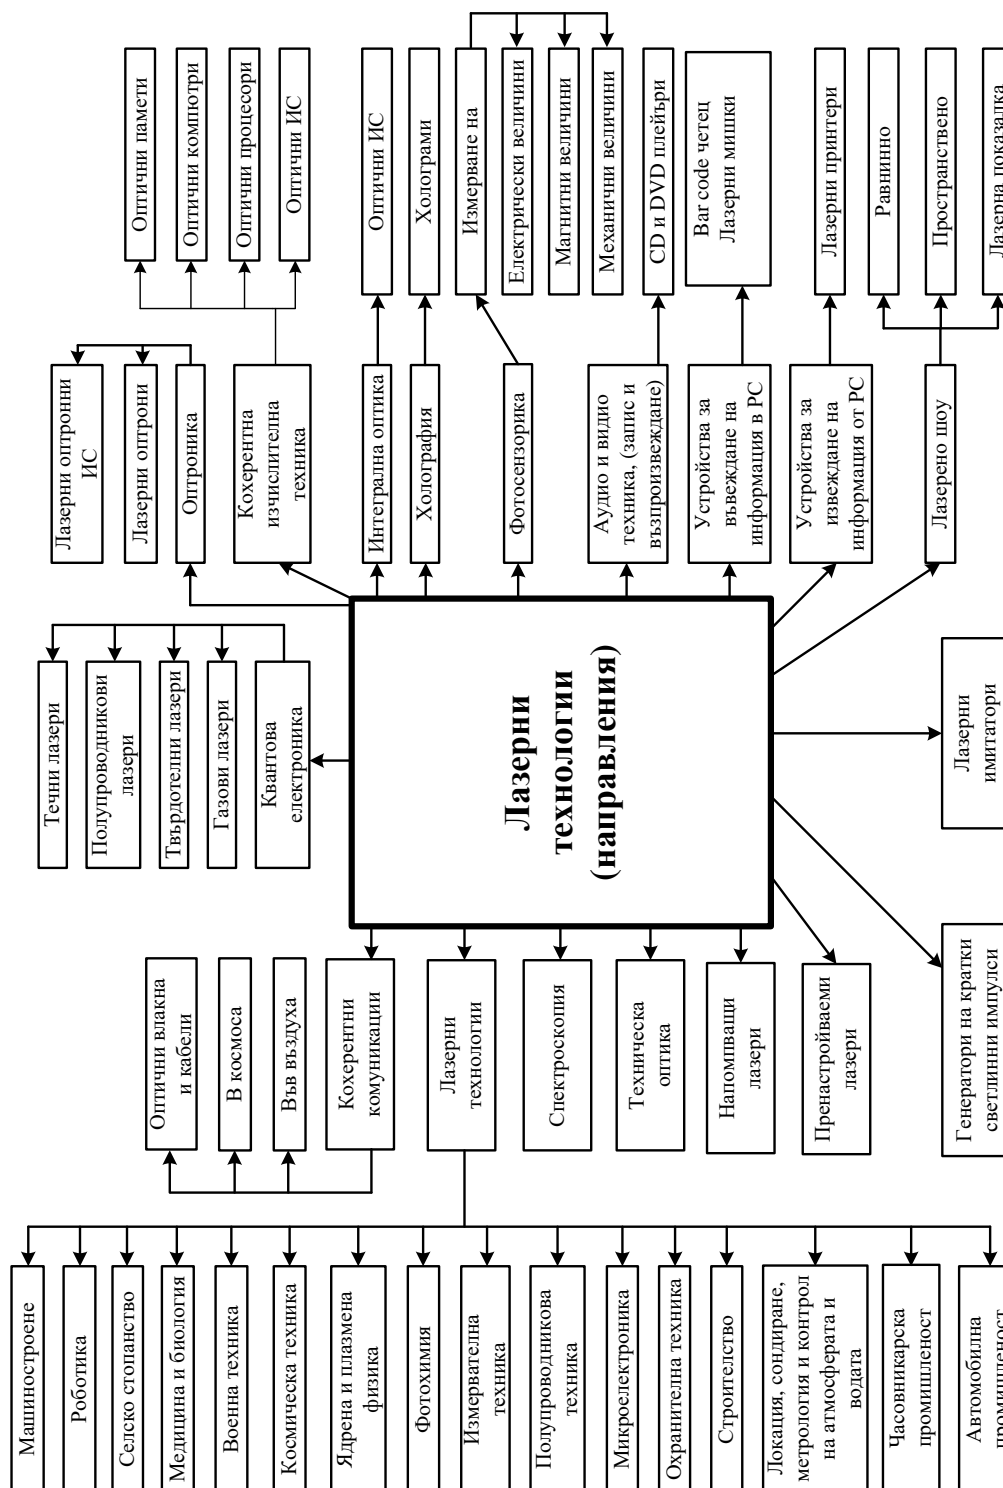 Машиностроене
Роботика
Селско стопанство
Медицина и биология
Военна техника
Космическа техника
Ядрена и плазмена
физика
Фотохимия
Измервателна
техника
Полупроводникова
техника
Микроелектроника
Охранителна техника
Строителство
Локация, сондиране,
метрология и контрол
на атмосферата и
водата
Часовникарска
промишленост
Автомобилна
промишленост
Оптични влакна
и кабели
В космоса
Във въздуха
Кохерентни
комуникации
Лазерни
технологии
Спектроскопия
Техническа
оптика
Напомпващи
лазери
Пренастройваеми
лазери
Генератори на кратки
светлинни импулси
Течни лазери
Полупроводникови
лазери
Твърдотелни лазери
Газови лазери
Квантова
електроника
Лазерни
технологии
(направления)
Лазерни
имитатори
Лазерни оптронни
ИС
Лазерни оптрони
Оптроника
Кохерентна
изчислителна
техника
Интегрална оптика
Холография
Фотосензорика
Аудио и видио
техника, (запис и
възпроизвеждане)
Устройства за
въвеждане на
информация в РС
Устройства за
извеждане на
информация от РС
Лазерено шоу
Оптични памети
Оптични компютри
Оптични процесори
Оптични ИС
Оптични ИС
Холограми
Измерване на
Електрически величини
Магнитни величини
Механични величини
CD и DVD плейъри
Bar code четец
Лазерни мишки
Лазерни принтери
Равнинно
Пространствено
Лазерна показалка